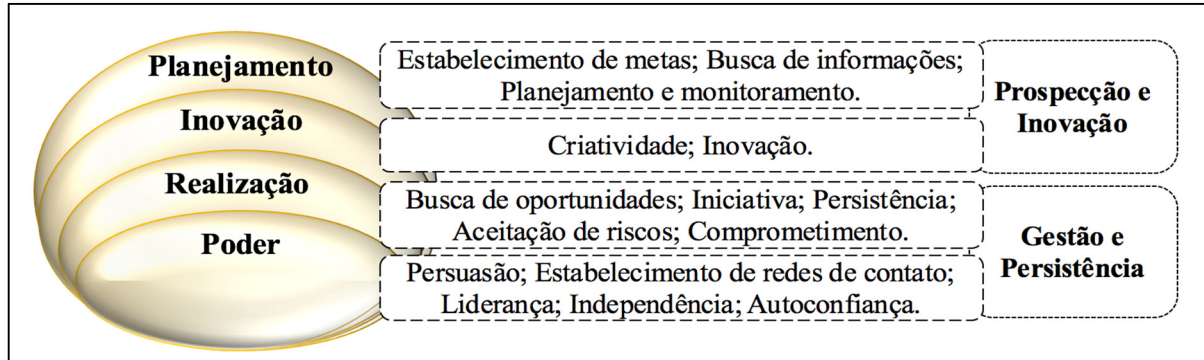 Planejamento
Estabelecimento de metas; Busca de informações;
Planejamento e monitoramento.
Prospecção e
Inovação
Inovação
Criatividade; Inovação.
Realização
Busca de oportunidades; Iniciativa; Persistência;
Aceitação de riscos; Comprometimento.
Gestão e
Persistência
Poder
Persuasão; Estabelecimento de redes de contato;
Liderança; Independência; Autoconfiança.